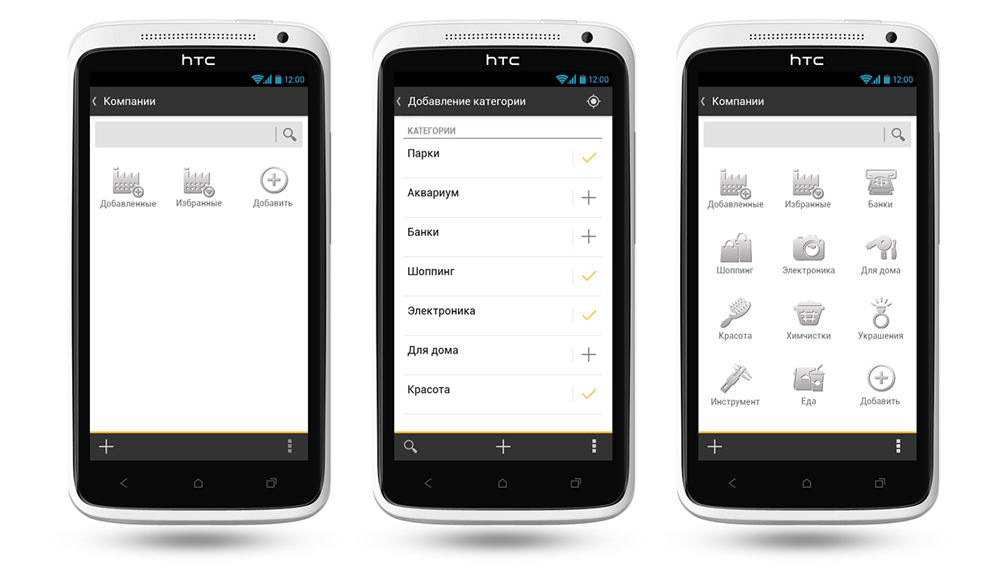 hTC
12:00
Компании
Добавленные
Избранные
Добавить
hTC
12:00
Добавление категории
КАТЕГОРИИ
Парки
Аквариум
Банки
Шоппинг
Электроника
Для дома
Красота
hTC
12:00
Компании
Добавленные
Избранные
Банки
Шоппинг
Электроника
Для дома
Красота
Химчистки
Украшения
Инструмент
Еда
Добавить